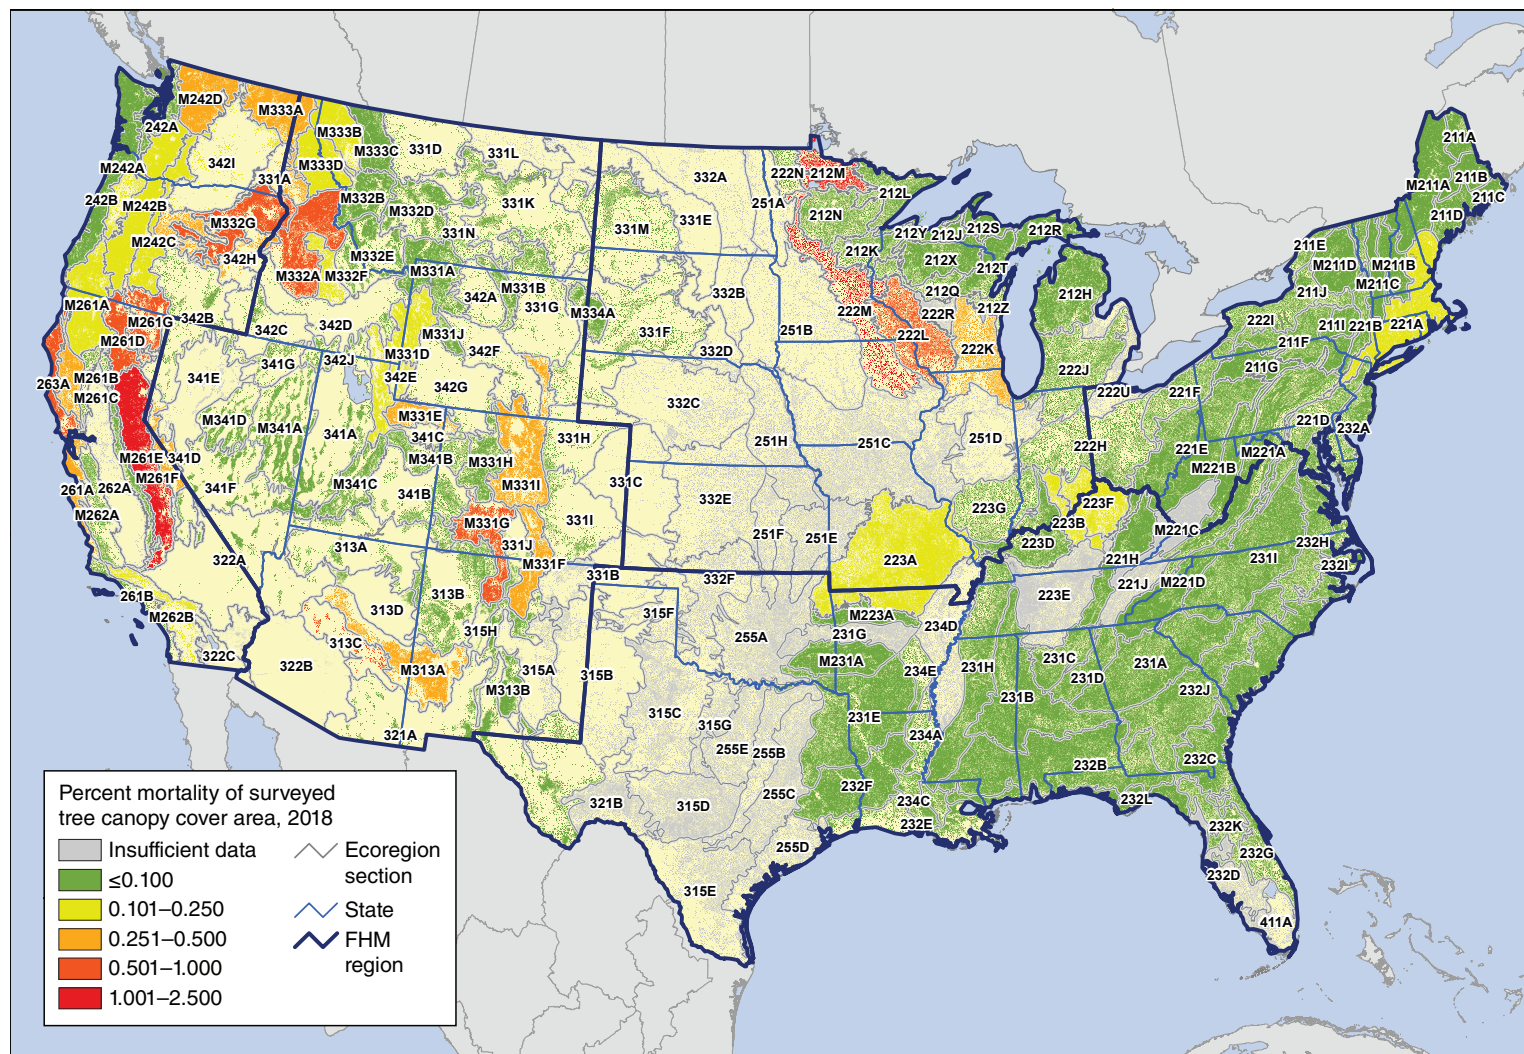 M242D
M333A
242A
M333B
M333C
331D
331L
342I
M333D
M242A
331A
242B
M242B
M332G
M332B
M332D
331K
331N
M242C
342H
M332E
M332A
M332F
M331A
M331B
342A
331G
M261A
M261G
342B
342C
342D
M331J
M261D
341G
342J
M331D
342F
263A
M261B
M261C
341E
342E
342G
M331E
M341D
M341A
341A
341C
331H
M341B
M331H
M261E
341D
M261F
M331I
331C
261A
262A
341F
M341C
341B
M262A
M331G
331I
331J
313A
M331F
322A
331B
261B
313B
313D
M262B
315H
313C
322C
322B
M313A
315A
315B
M313B
321A
332A
222N
212M
251A
212L
331E
331M
212N
212K
212Y
212J
212S
212R
212X
212T
332B
212Q
212Z
212H
M334A
222M
222R
331F
251B
222L
332D
222K
222J
222U
332C
251H
251C
251D
222H
332E
251F
251E
223G
223A
223B
223F
223D
332F
315F
M223A
255A
231G
234D
M231A
234E
315C
315G
231E
234A
255E
255B
255C
232F
234C
232E
321B
315D
255D
315E
211A
M211A
211B
211C
211D
211E
M211D
M211B
M211C
211J
222I
211I
221B
221A
211F
211G
221F
221D
232A
221E
M221A
M221B
M221C
221H
221J
M221D
223E
231I
232H
232I
231H
231C
231D
231A
231B
232J
232B
232C
232L
232K
232G
232D
411A
Percent mortality of surveyed
tree canopy cover area, 2018
Insufficient data
≤0.100
0.101–0.250
0.251–0.500
0.501–1.000
1.001–2.500
Ecoregion
section
State
FHM
region